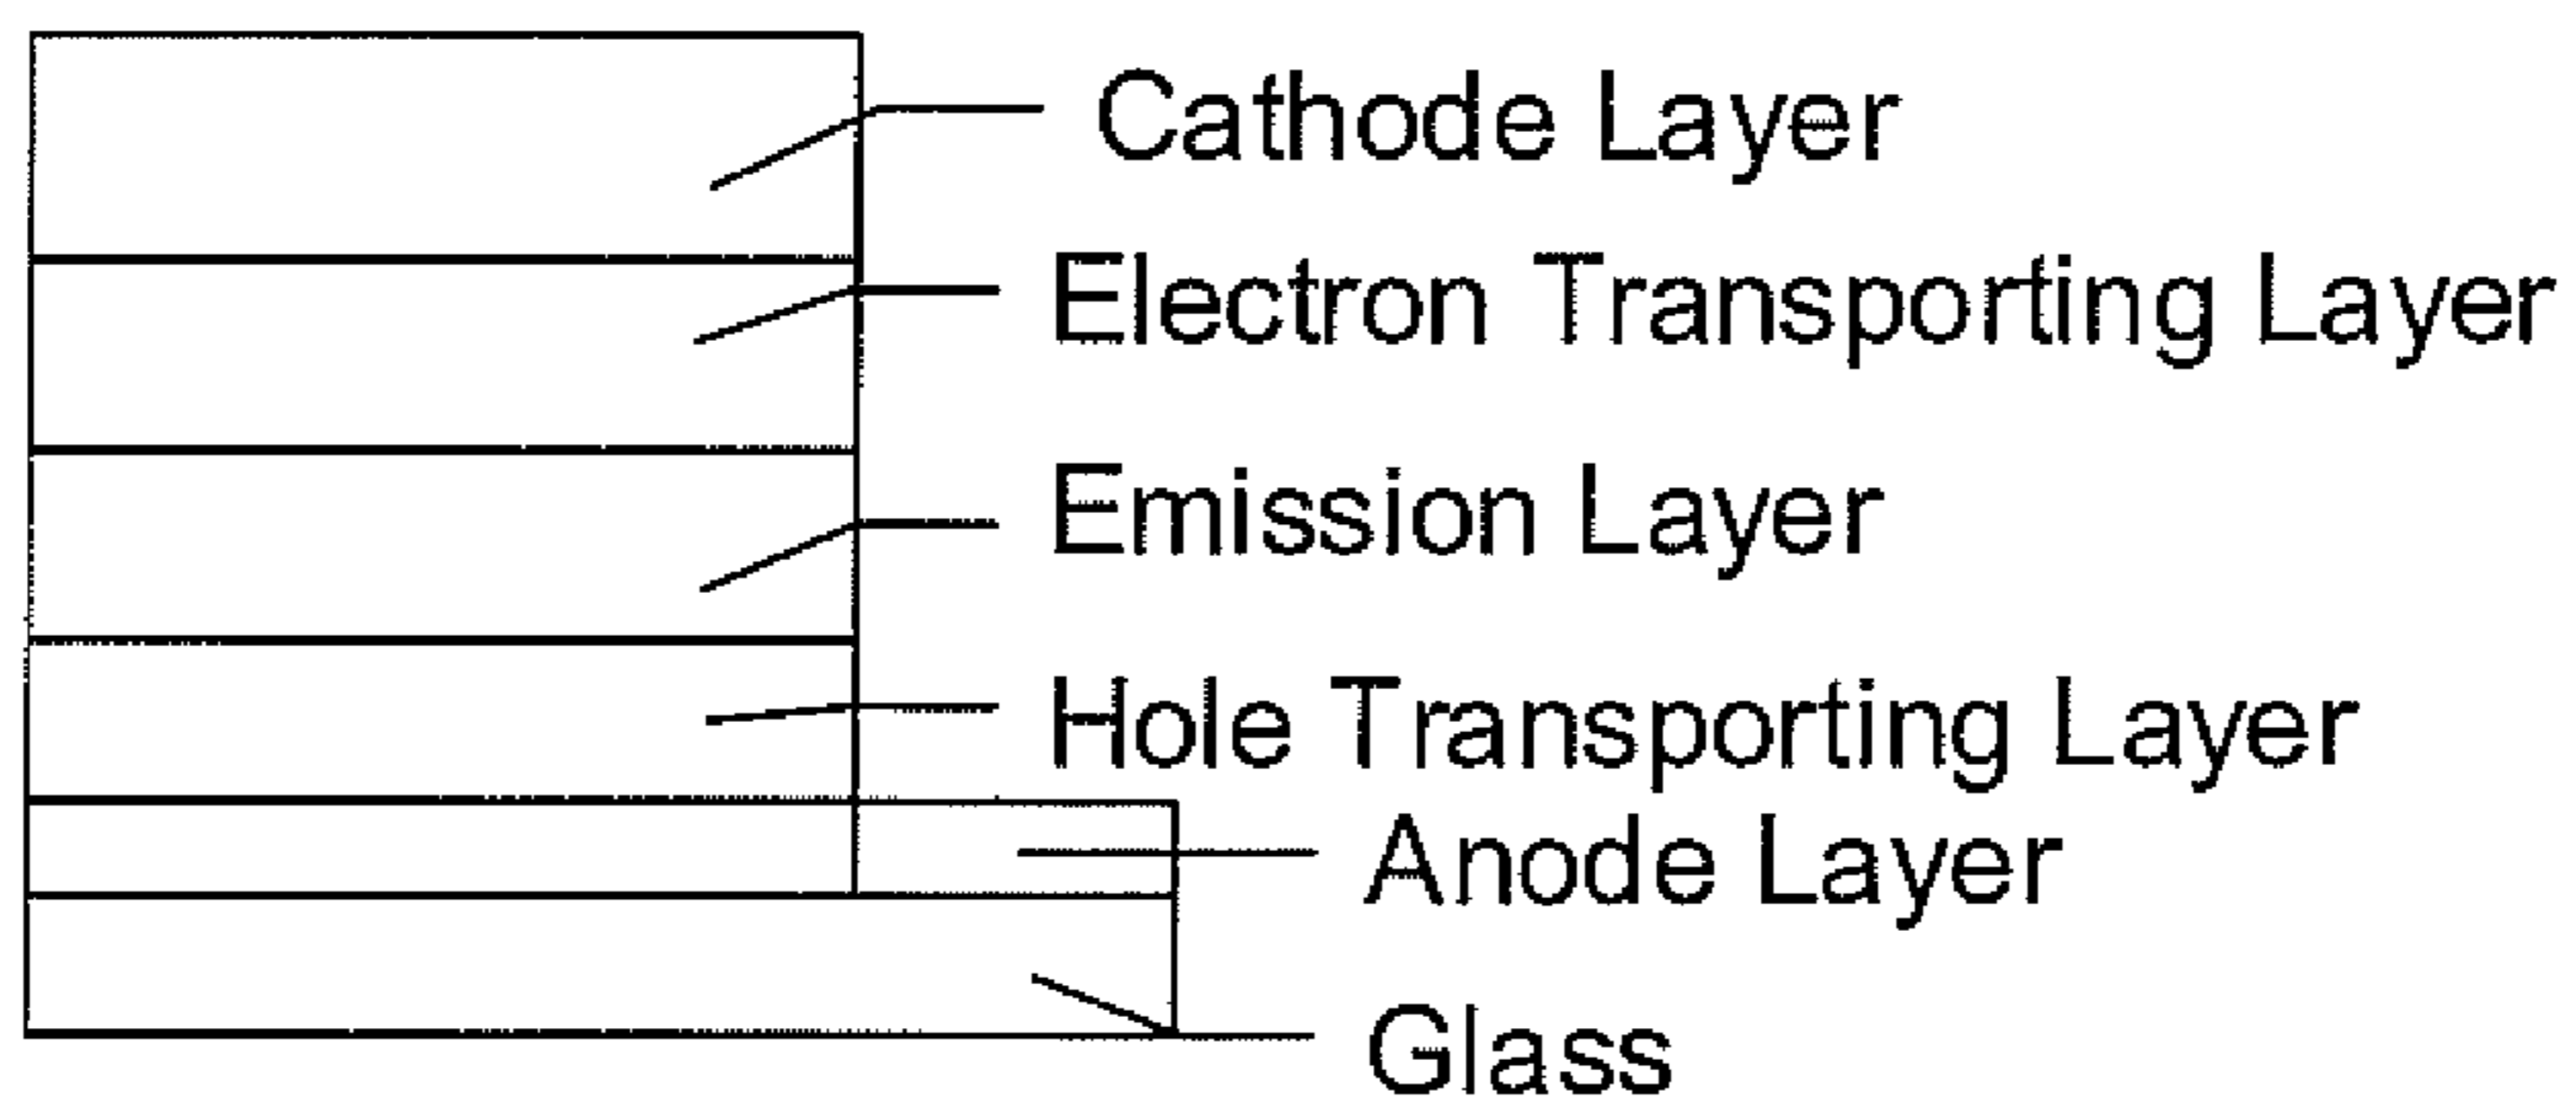 Cathode Layer
Electron Transporting Layer
Emission Layer
Hole Transporting Layer
Anode Layer
Glass